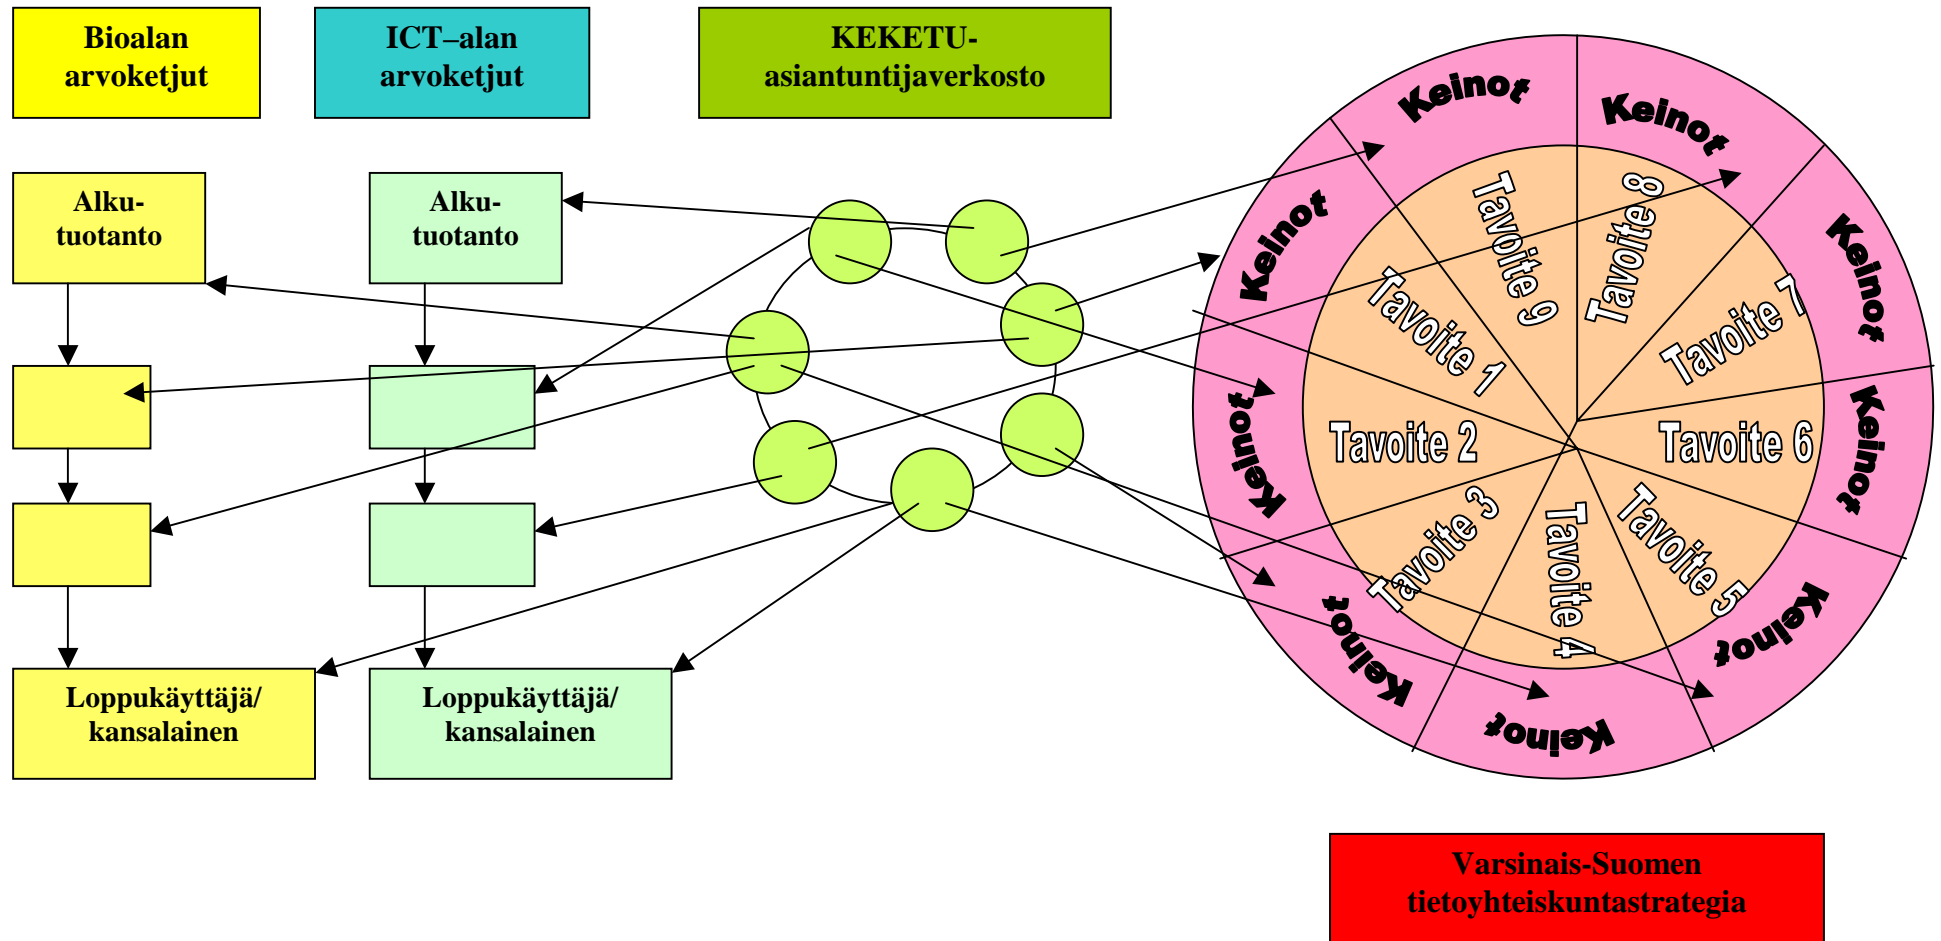 Bioalan
arvoketjut
ICT–alan
arvoketjut
KEKETU-
asiantuntijaverkosto
Alku-
tuotanto
Alku-
tuotanto
Loppukäyttäjä/
kansalainen
Loppukäyttäjä/
kansalainen
Keinot
Keinot
Keinot
Keinot
Keinot
Keinot
Keinot
Keinot
Keinot
Tavoite 1
Tavoite 2
Tavoite 3
Tavoite 4
Tavoite 5
Tavoite 6
Tavoite 7
Tavoite 8
Tavoite 9
Varsinais-Suomen
tietoyhteiskuntastrategia